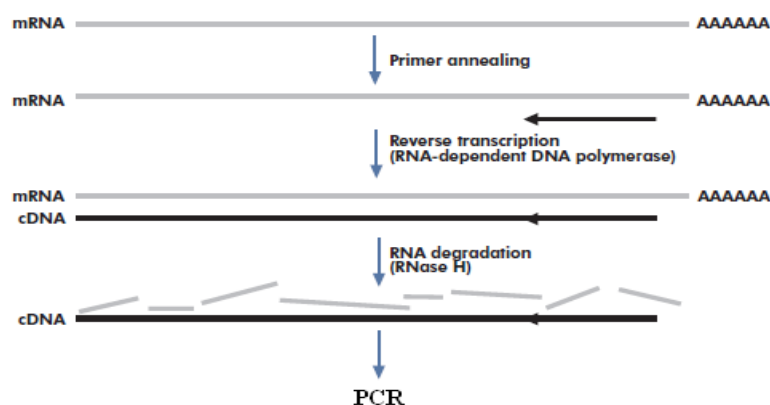 mRNA AAAAAA
Primer annealing
mRNA AAAAAA
Reverse transcription
(RNA-dependent DNA polymerase)
mRNA AAAAAA
cDNA
RNA degradation
(RNase H)
cDNA
PCR